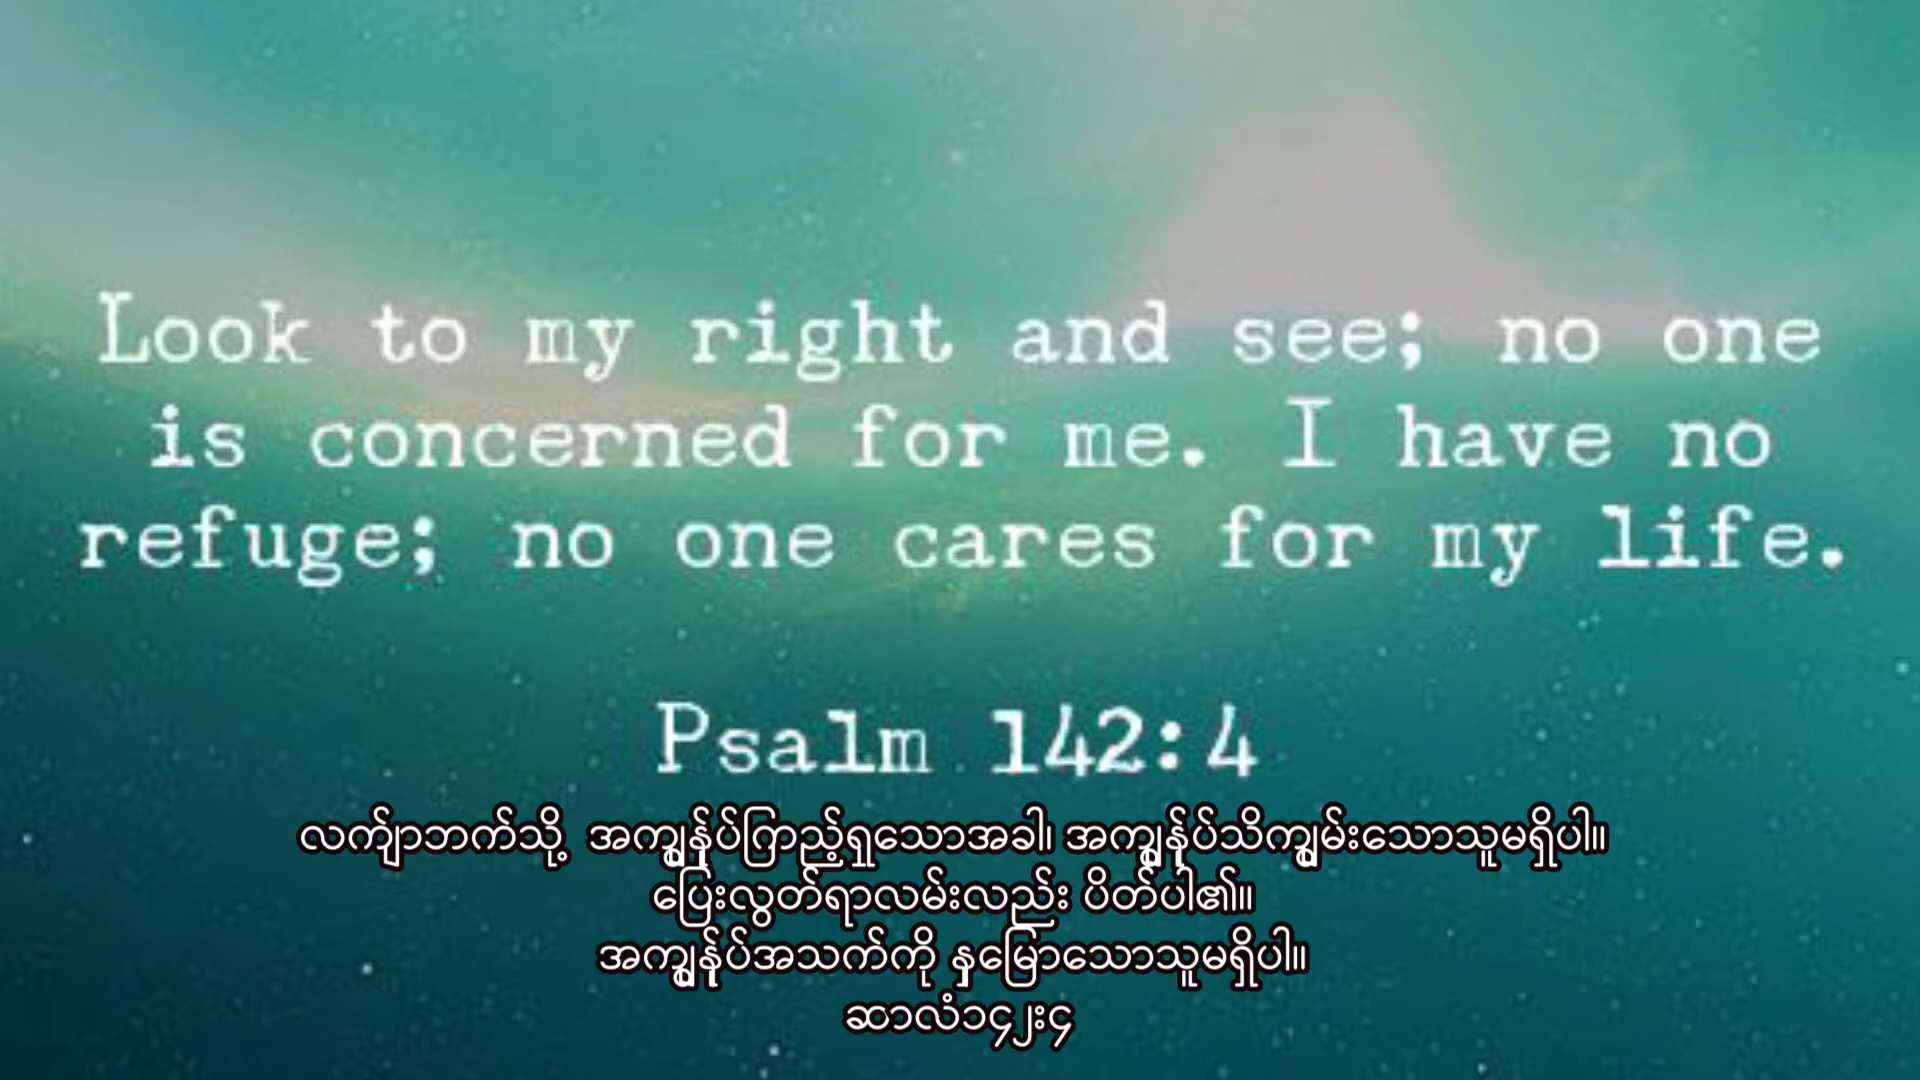 Look to my right and see; no one
is concerned for me. I have no
refuge; no one cares for my life.
Psalm 142:4
လက်ျာဘက်သို့ အကျွန်ုပ်ကြည့်ရှုသောအခါ၊ အကျွန်ုပ်သိကျွမ်းသောသူမရှိပါ။
ပြေးလွတ်ရာလမ်းလည်း ပိတ်ပါ၏။
အကျွန်ုပ်အသက်ကို နှမြောသောသူမရှိပါ။
ဆာလံ၁၄၂း၄